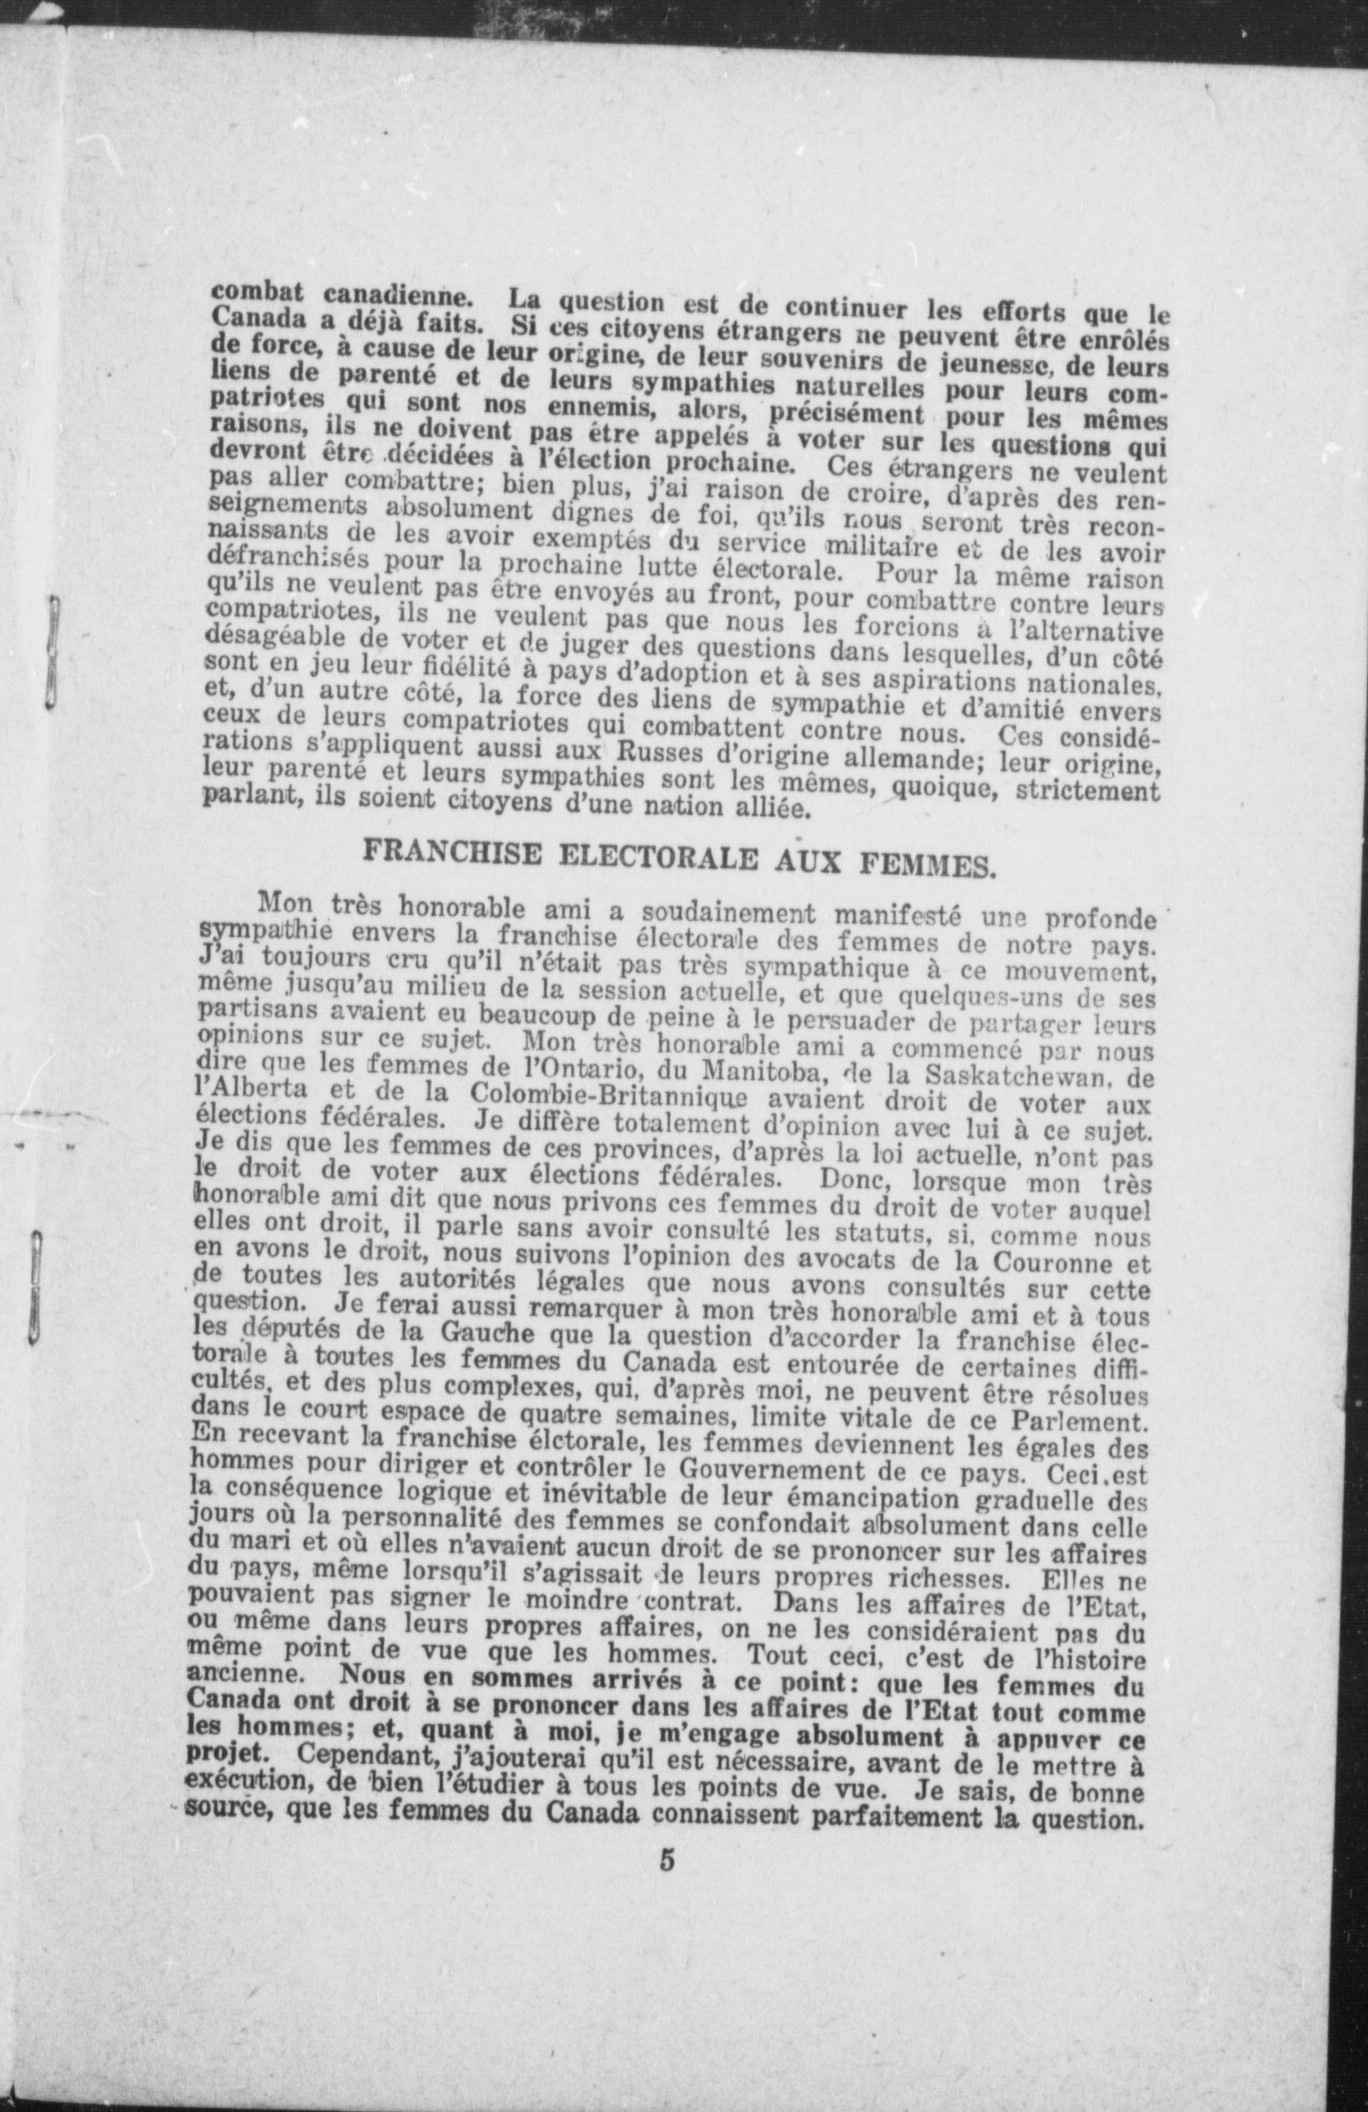 combat canadienne. La question est de continuer les efforts que le
Canada a déjà faits. Si ces citoyens étrangers ne peuvent être enrôlés
de force, à cause de leur origine, de leur souvenirs de jeunesse, de leurs
liens de parenté et de leurs sympathies naturelles pour leurs com-
patriotes qui sont nos ennemis, alors, précisément pour les mêmes
raisons, ils ne doivent pas être appelés à voter sur les questions qui
devront être décidées à l'élection prochaine. Ces étrangers ne veulent
pas aller combattre; bien plus, j'ai raison de croire, d'après des ren-
seignements absolument dignes de foi, qu'ils nous seront très recon-
naissants de les avoir exemptés du service militaire et de les avoir
défranchisés pour la prochaine lutte électorale. Pour la même raison
qu'ils ne veulent pas être envoyés au front, pour combattre contre leurs
compatriotes, ils ne veulent pas que nous les forcions à l'alternative
désagéable de voter et de juger des questions dans lesquelles, d'un côté
sont en jeu leur fidélité à pays d'adoption et à ses aspirations nationales,
et, d'un autre côté, la force des liens de sympathie et d'amitié envers
ceux de leurs compatriotes qui combattent contre nous. Ces considé-
rations s'appliquent aussi aux Russes d'origine allemande; leur origine,
leur parenté et leurs sympathies sont les mêmes, quoique, strictement
parlant, ils soient citoyens d'une nation alliée.
FRANCHISE ELECTORALE AUX FEMMES.
Mon très honorable ami a soudainement manifesté une profonde
sympathie envers la franchise électorale des femmes de notre pays.
J'ai toujours cru qu'il n'était pas très sympathique à ce mouvement,
même jusqu'au milieu de la session actuelle, et que quelques-uns de ses
partisans avaient eu beaucoup de peine à le persuader de partager leurs
opinions sur ce sujet. Mon très honorable ami a commencé par nous
dire que les femmes de l'Ontario, du Manitoba, de la Saskatchewan, de
l'Alberta et de la Colombie-Britannique avaient droit de voter aux
élections fédérales. Je diffère totalement d'opinion avec lui à ce sujet.
Je dis que les femmes de ces provinces, d'après la loi actuelle, n'ont pas
le droit de voter aux élections fédérales. Donc, lorsque mon très
honorable ami dit que nous privons ces femmes du droit de voter auquel
elles ont droit, il parle sans avoir consulté les statuts, si, comme nous
en avons le droit, nous suivons l'opinion des avocats de la Couronne et
de toutes les autorités légales que nous avons consultés sur cette
question. Je ferai aussi remarquer à mon très honorable ami et à tous
les députés de la Gauche que la question d'accorder la franchise élec-
torale à toutes les femmes du Canada est entourée de certaines diffi-
cultés, et des plus complexes, qui, d'après moi, ne peuvent être résolues
dans le court espace de quatre semaines, limite vitale de ce Parlement.
En recevant la franchise élctorale, les femmes deviennent les égales des
hommes pour diriger et contrôler le Gouvernement de ce pays. Ceci est
la conséquence logique et inévitable de leur émancipation graduelle des
jours où la personnalité des femmes se confondait absolument dans celle
du mari et où elles n'avaient aucun droit de se prononcer sur les affaires
du pays, même lorsqu'il s'agissait de leurs propres richesses. Elles ne
pouvaient pas signer le moindre contrat. Dans les affaires de l'Etat,
ou même dans leurs propres affaires, on ne les considéraient pas du
même point de vue que les hommes. Tout ceci, c'est de l'histoire
ancienne. Nous en sommes arrivés à ce point: que les femmes du
Canada ont droit à se prononcer dans les affaires de l'Etat tout comme
les hommes; et, quant à moi, je m'engage absolument à appuyer ce
projet. Cependant, j'ajouterai qu'il est nécessaire, avant de le mettre à
exécution, de bien l'étudier à tous les points de vue. Je sais, de bonne
source, que les femmes du Canada connaissent parfaitement la question.
5